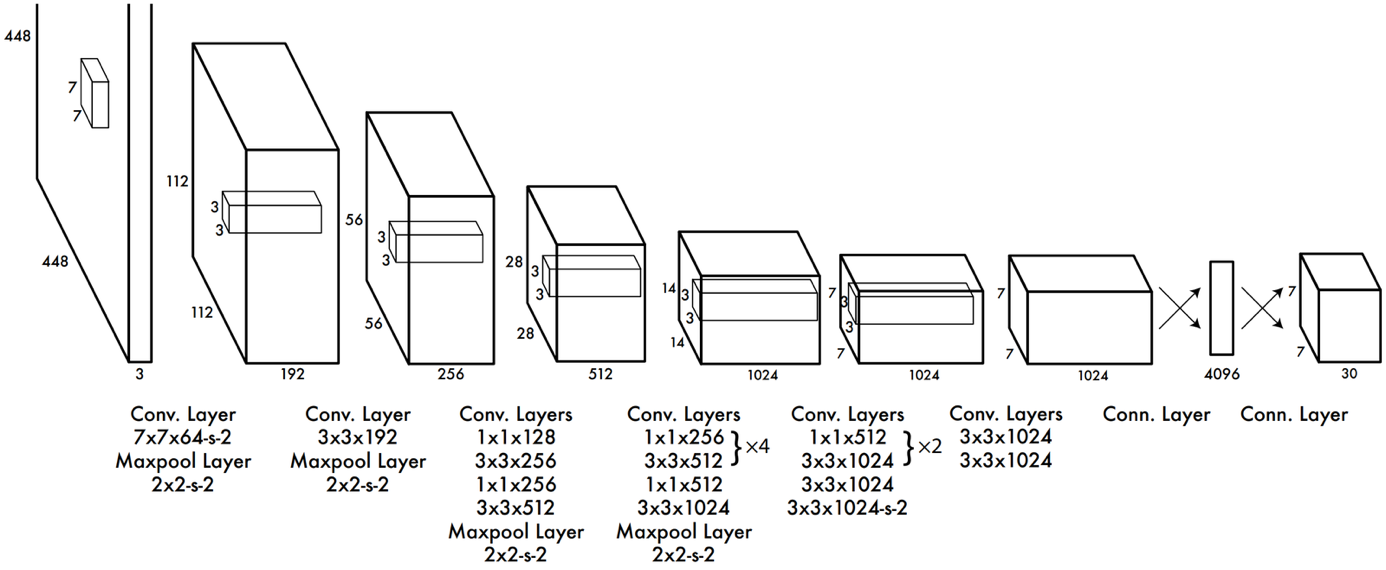 448
7
7
448
3
112
3
3
112
192
56
3
3
56
256
28
3
3
28
512
14
3
3
14
1024
7
3
3
7
1024
7
7
1024
4096
7
7
30
Conv. Layer
7x7x64-s-2
Maxpool Layer
2x2-s-2
Conv. Layer
3x3x192
Maxpool Layer
2x2-s-2
Conv. Layers
1x1x128
3x3x256
1x1x256
3x3x512
Maxpool Layer
2x2-s-2
Conv. Layers
1x1x256
3x3x512
}×4
1x1x512
3x3x1024
Maxpool Layer
2x2-s-2
Conv. Layers
1x1x512
3x3x1024
}×2
3x3x1024
3x3x1024-s-2
Conv. Layers
3x3x1024
3x3x1024
Conn. Layer
Conn. Layer